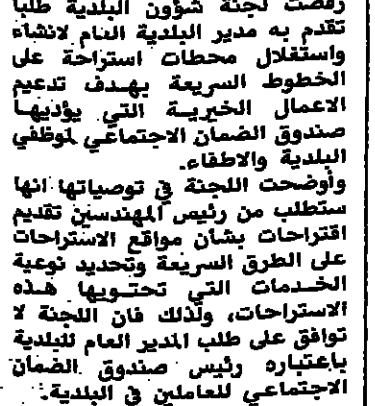 رفضت لجنة شؤون البلدية طلبا
تقدم به مدير البلدية العام لانشاء
واستغلال محطات استراحة على
الخطوط السريعة بهدف تدعيم
الاعمال الخيرية التي يؤديها
صندوق الضمان الاجتماعي لموظفي
البلدية والاطفاء.
وأوضحت اللجنة في توصياتها انها
ستطلب من رئيس المهندسين تقديم
اقتراحات بشأن مواقع الاستراحات
على الطرق السريعة وتحديد نوعية
الخدمات التي تحتويها هذه
الاستراحات، ولذلك فان اللجنة لا
توافق على طلب المدير العام للبلدية
باعتباره رئيس صندوق الضمان
الاجتماعي للعاملين في البلدية.